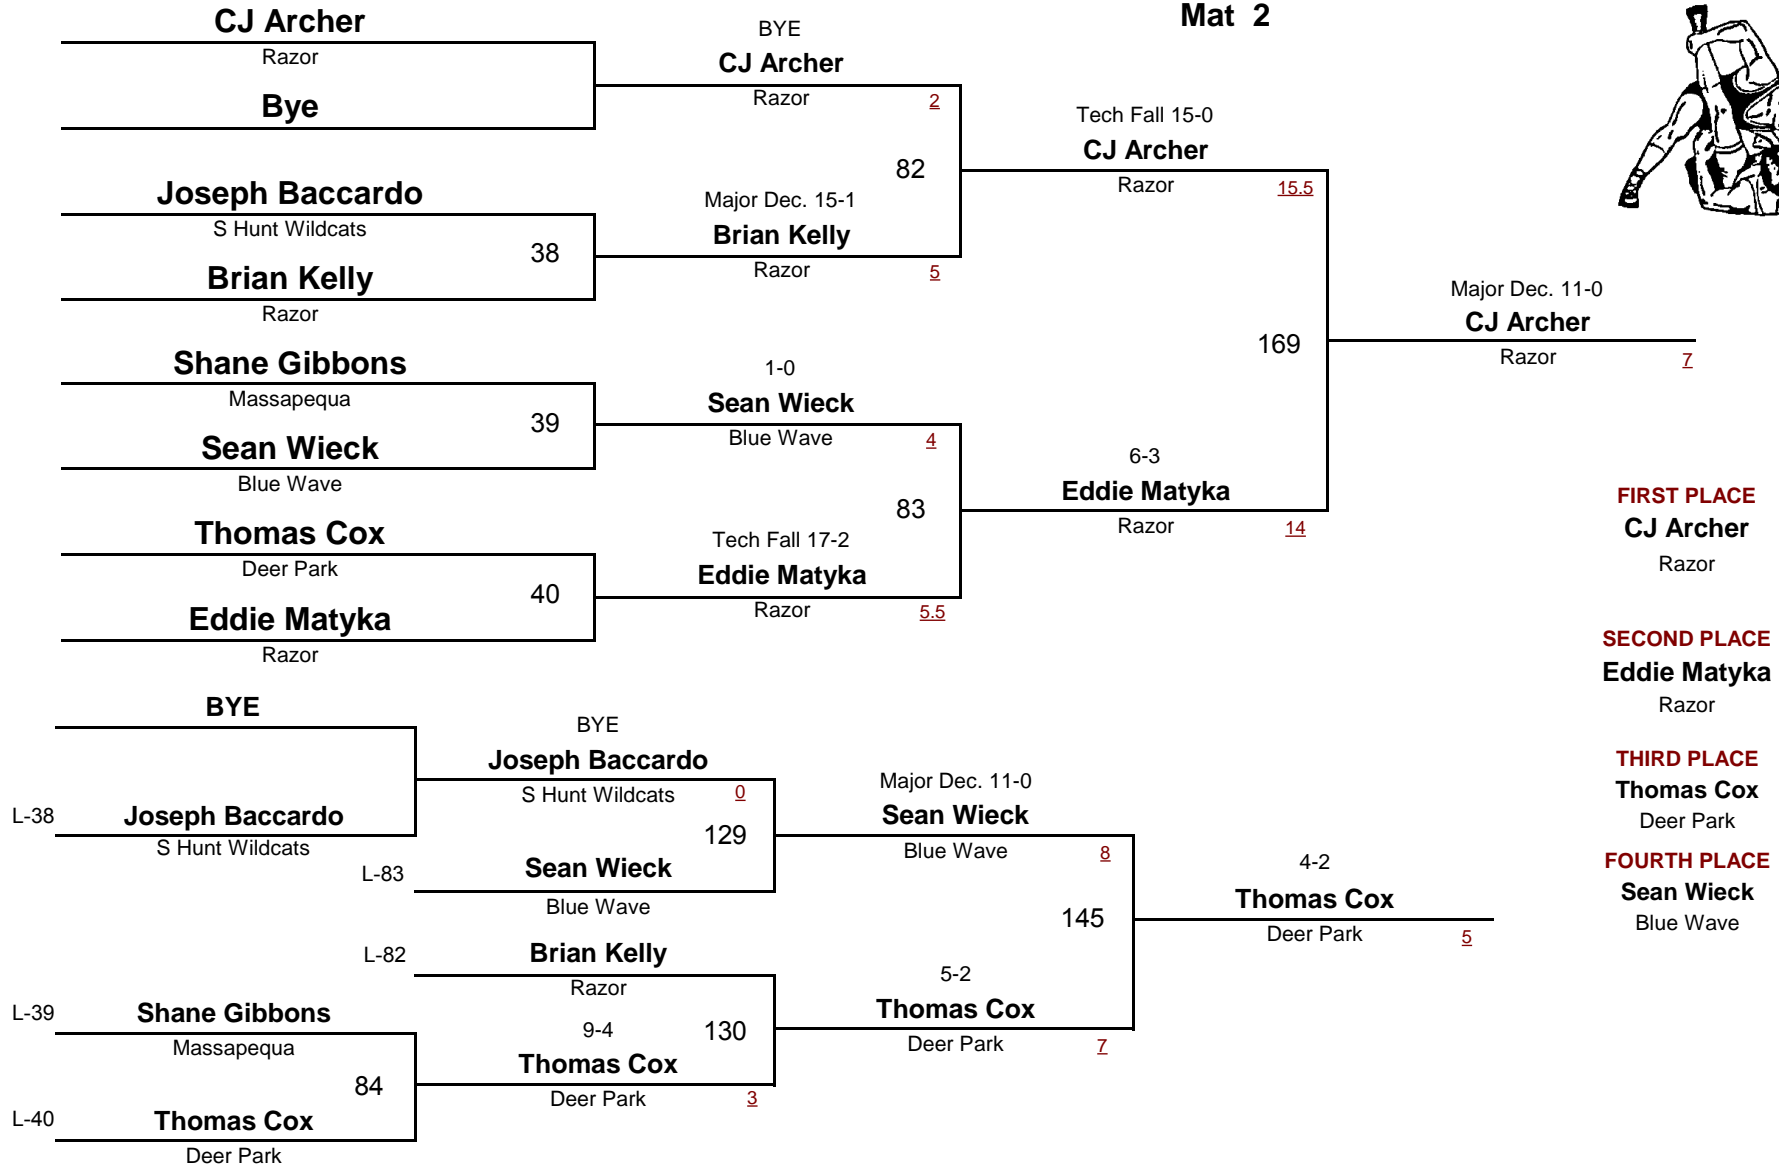 Mat 2
CJ Archer
Razor
Bye
Joseph Baccardo
S Hunt Wildcats
38
Brian Kelly
Razor
Shane Gibbons
Massapequa
39
Sean Wieck
Blue Wave
Thomas Cox
Deer Park
40
Eddie Matyka
Razor
BYE
CJ Archer
Razor
2
82
Major Dec. 15-1
Brian Kelly
Razor
5
1-0
Sean Wieck
Blue Wave
4
83
Tech Fall 17-2
Eddie Matyka
Razor
5.5
Tech Fall 15-0
CJ Archer
Razor
15.5
169
6-3
Eddie Matyka
Razor
14
Major Dec. 11-0
CJ Archer
Razor
7
FIRST PLACE
CJ Archer
Razor
SECOND PLACE
Eddie Matyka
Razor
THIRD PLACE
Thomas Cox
Deer Park
FOURTH PLACE
Sean Wieck
Blue Wave
BYE
L-38
Joseph Baccardo
S Hunt Wildcats
L-39
Shane Gibbons
Massapequa
84
L-40
Thomas Cox
Deer Park
BYE
Joseph Baccardo
S Hunt Wildcats
0
129
L-83
Sean Wieck
Blue Wave
L-82
Brian Kelly
Razor
9-4
130
Thomas Cox
Deer Park
3
Major Dec. 11-0
Sean Wieck
Blue Wave
8
145
5-2
Thomas Cox
Deer Park
7
4-2
Thomas Cox
Deer Park
5